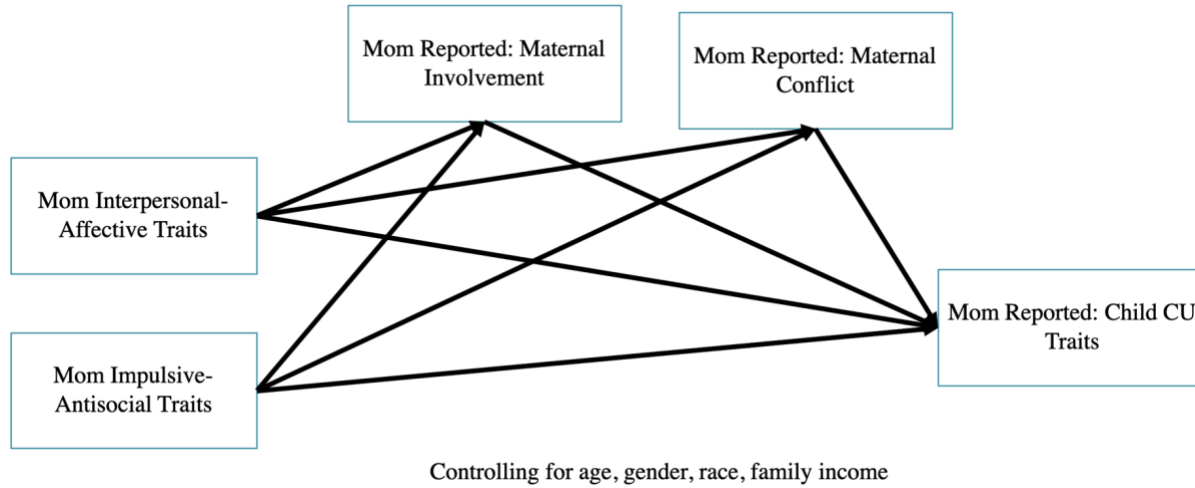 Mom Reported: Maternal
Involvement
Mom Reported: Maternal
Conflict
Mom Interpersonal-
Affective Traits
Mom Reported: Child CU
Traits
Mom Impulsive-
Antisocial Traits
Controlling for age, gender, race, family income